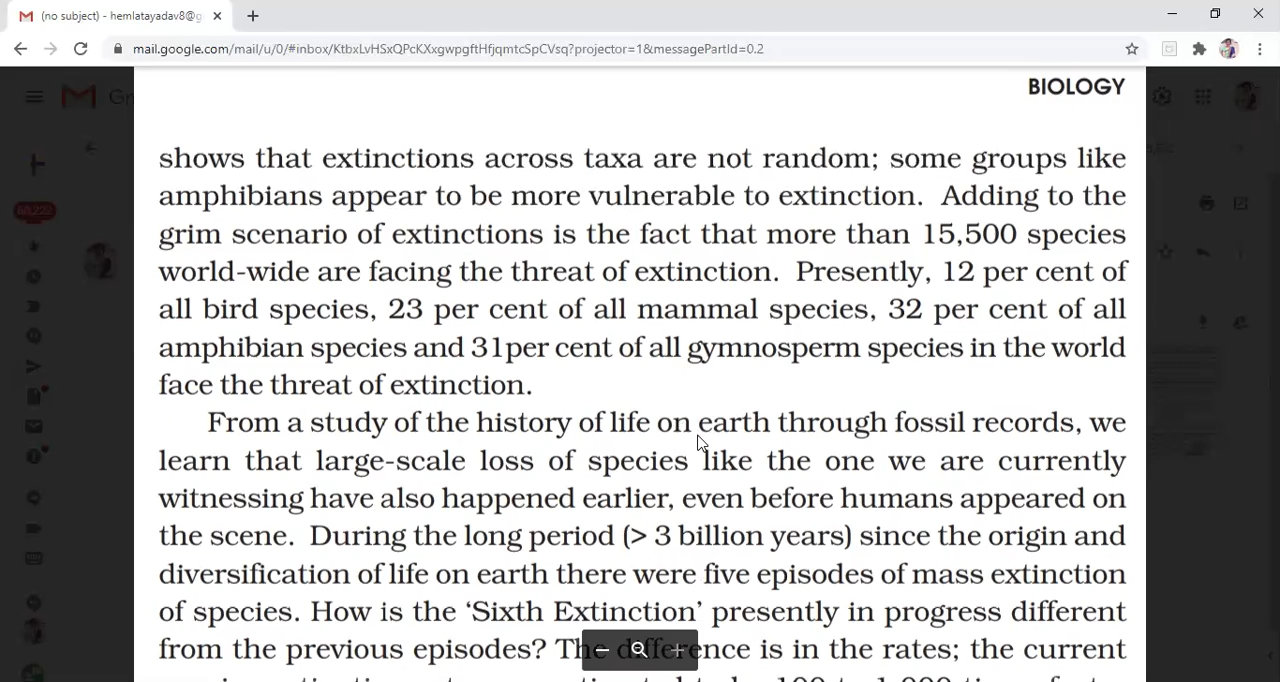 (no subject) - hemlatayadav8@g
mail.google.com/mail/u/0/#inbox/KtbxLvHSxQPcKXxgwpgftHfjqmtcSpCVsq?projector=1&messagePartId=0.2
BIOLOGY
shows that extinctions across taxa are not random; some groups like
amphibians appear to be more vulnerable to extinction. Adding to the
grim scenario of extinctions is the fact that more than 15,500 species
world-wide are facing the threat of extinction. Presently, 12 per cent of
all bird species, 23 per cent of all mammal species, 32 per cent of all
amphibian species and 31per cent of all gymnosperm species in the world
face the threat of extinction.
From a study of the history of life on earth through fossil records, we
learn that large-scale loss of species like the one we are currently
witnessing have also happened earlier, even before humans appeared on
the scene. During the long period (> 3 billion years) since the origin and
diversification of life on earth there were five episodes of mass extinction
of species. How is the ‘Sixth Extinction’ presently in progress different
from the previous episodes? The difference is in the rates; the current